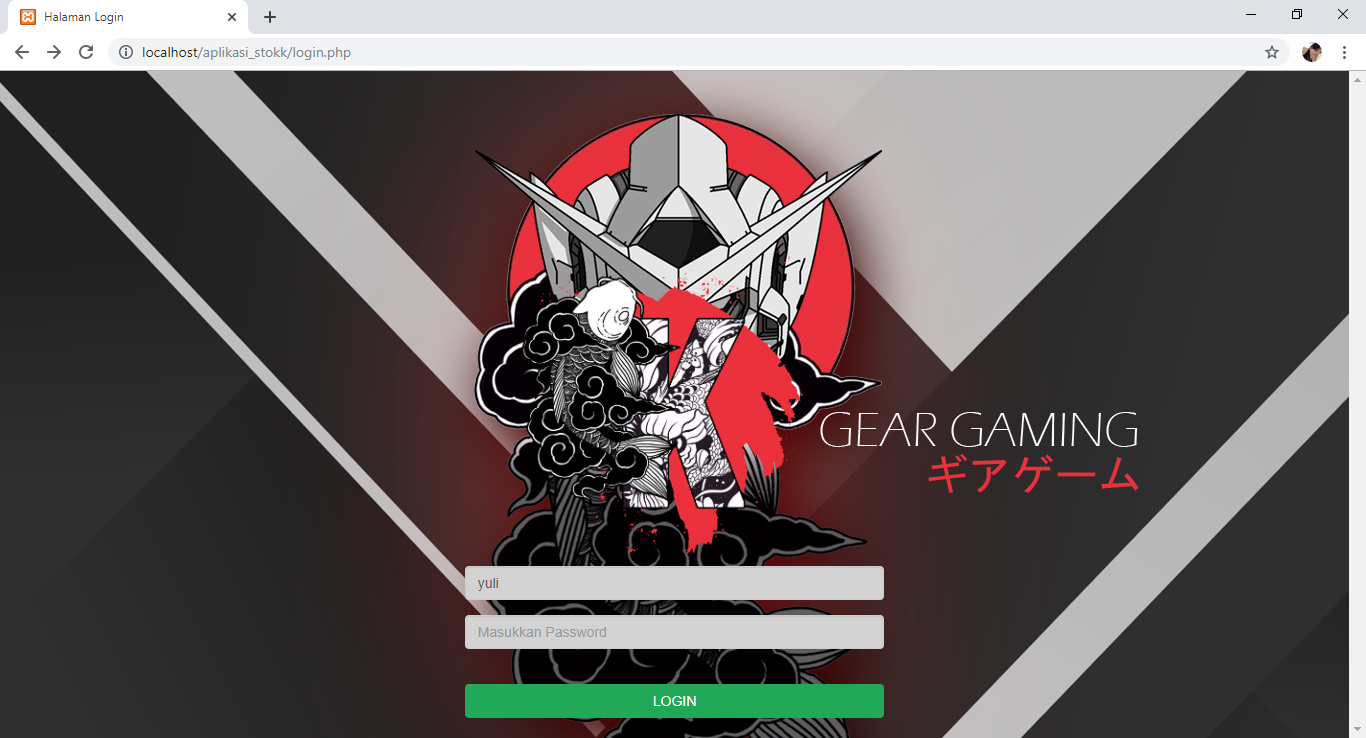 Halaman Login
localhost/aplikasi_stokk/login.php
GEAR GAMING
ギアゲーム
yuli
Masukkan Password
LOGIN